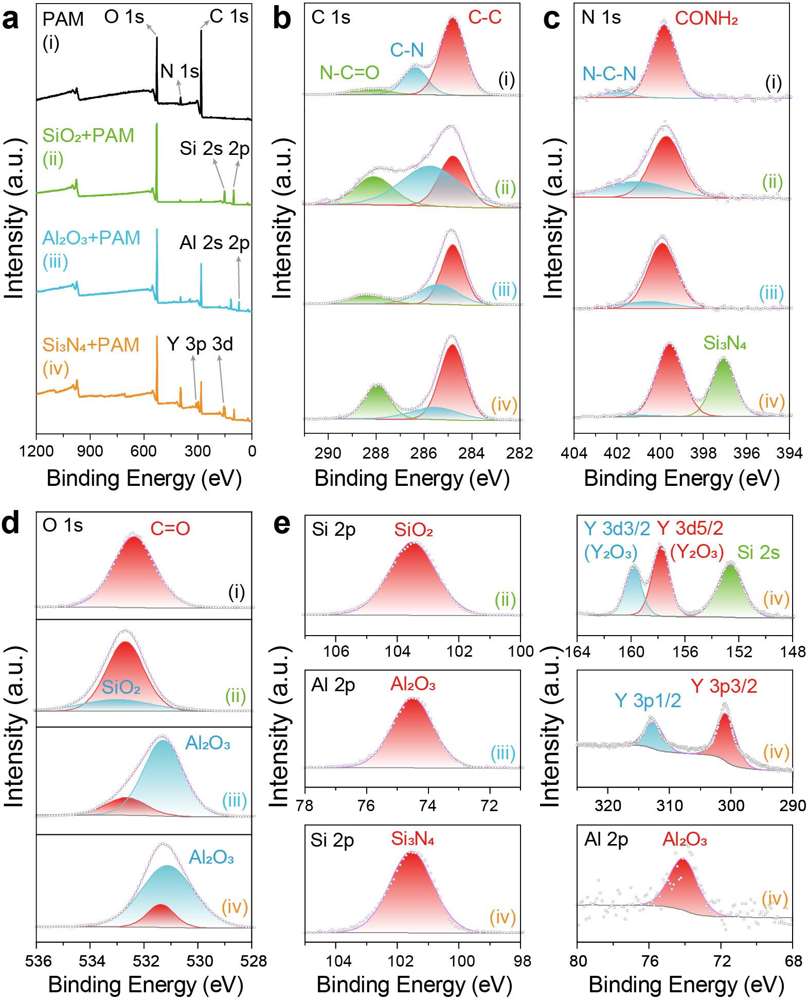 a
PAM
(i)
O 1s
C 1s
N 1s
SiO₂+PAM
(ii)
Si 2s 2p
Al₂O₃+PAM
(iii)
Al 2s 2p
Si₃N₄+PAM
(iv)
Y 3p 3d
Intensity (a.u.)
1200 900 600 300 0
Binding Energy (eV)
b
C 1s
C-C
C-N
N-C=O
(i)
(ii)
(iii)
(iv)
Intensity (a.u.)
290 288 286 284 282
Binding Energy (eV)
c
N 1s
CONH₂
N-C-N
(i)
(ii)
(iii)
Si₃N₄
(iv)
Intensity (a.u.)
404 402 400 398 396 394
Binding Energy (eV)
d
O 1s
C=O
(i)
SiO₂
(ii)
Al₂O₃
(iii)
Al₂O₃
(iv)
Intensity (a.u.)
536 534 532 530 528
Binding Energy (eV)
e
Si 2p
SiO₂
(ii)
106 104 102 100
Al 2p
Al₂O₃
(iii)
78 76 74 72
Si 2p
Si₃N₄
(iv)
104 102 100 98
Intensity (a.u.)
Binding Energy (eV)
Y 3d3/2
(Y₂O₃)
Y 3d5/2
(Y₂O₃)
Si 2s
(iv)
164 160 156 152 148
Y 3p1/2
Y 3p3/2
(iv)
320 310 300 290
Al 2p
Al₂O₃
(iv)
80 76 72 68
Intensity (a.u.)
Binding Energy (eV)